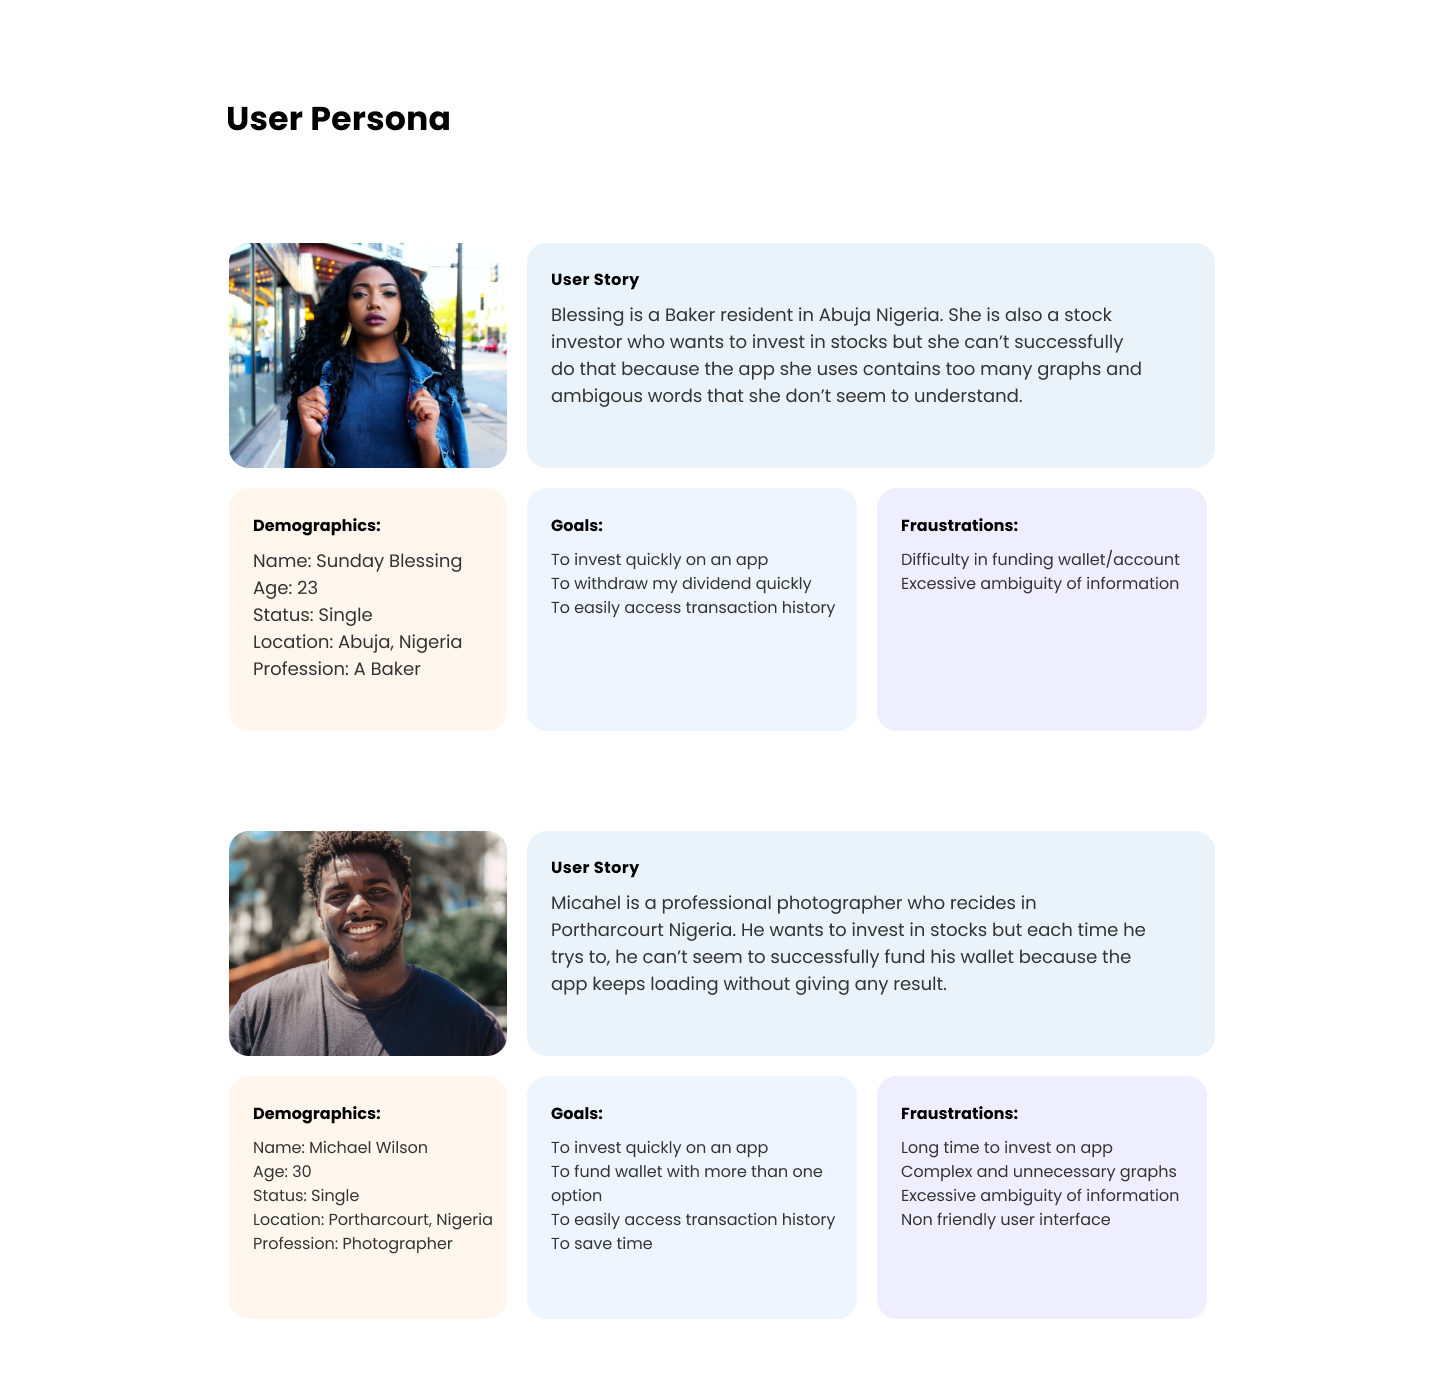 User Persona
User Story
Blessing is a Baker resident in Abuja Nigeria. She is also a stock
investor who wants to invest in stocks but she can’t successfully
do that because the app she uses contains too many graphs and
ambigous words that she don’t seem to understand.
Demographics:
Name: Sunday Blessing
Age: 23
Status: Single
Location: Abuja, Nigeria
Profession: A Baker
Goals:
To invest quickly on an app
To withdraw my dividend quickly
To easily access transaction history
Fraustrations:
Difficulty in funding wallet/account
Excessive ambiguity of information
User Story
Micahel is a professional photographer who recides in
Portharcourt Nigeria. He wants to invest in stocks but each time he
trys to, he can’t seem to successfully fund his wallet because the
app keeps loading without giving any result.
Demographics:
Name: Michael Wilson
Age: 30
Status: Single
Location: Portharcourt, Nigeria
Profession: Photographer
Goals:
To invest quickly on an app
To fund wallet with more than one
option
To easily access transaction history
To save time
Fraustrations:
Long time to invest on app
Complex and unnecessary graphs
Excessive ambiguity of information
Non friendly user interface